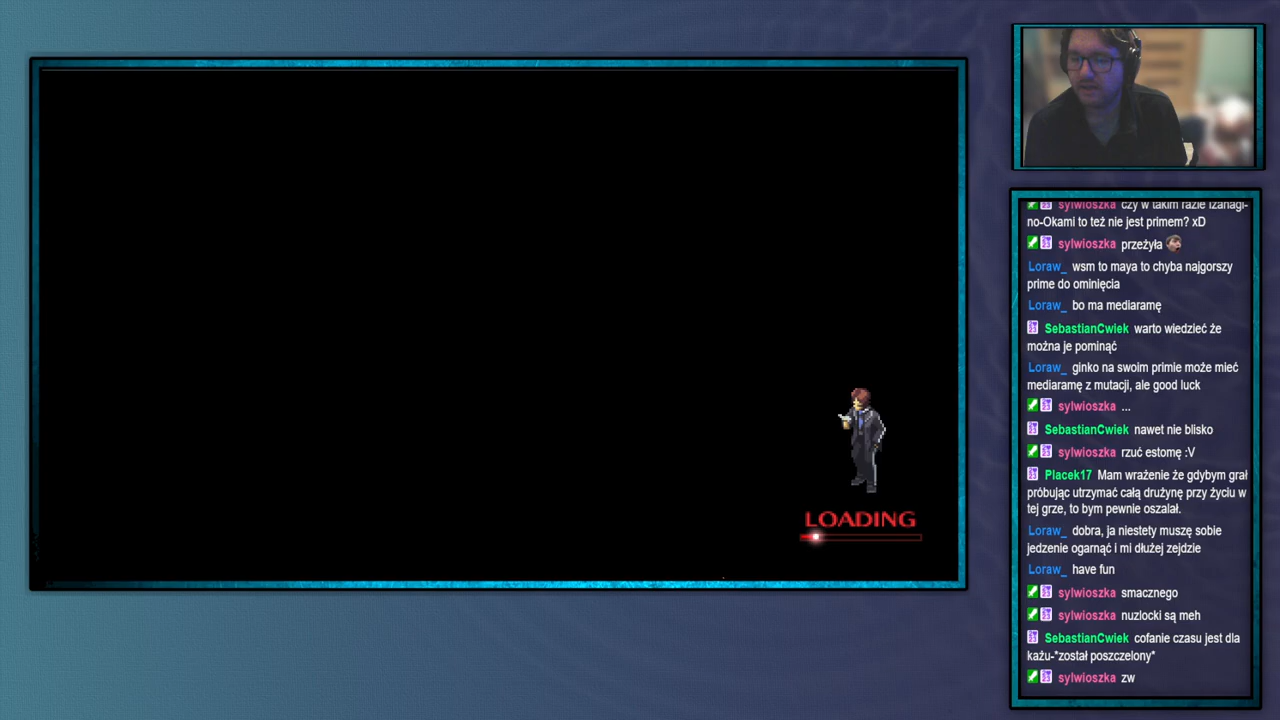 sylwioszka czy w takim razie Izanagi-
no-Okami to też nie jest primem? xD
sylwioszka przeżyła
Loraw_ wsm to maya to chyba najgorszy
prime do ominięcia
Loraw_ bo ma mediaramę
SebastianCwiek warto wiedzieć że
można je pominąć
Loraw_ ginko na swoim primie może mieć
mediaramę z mutacji, ale good luck
sylwioszka ...
SebastianCwiek nawet nie blisko
sylwioszka rzuć estomę :V
Placek17 Mam wrażenie że gdybym grał
próbując utrzymać całą drużynę przy życiu w
tej grze, to bym pewnie oszalał.
LOADING
Loraw_ dobra, ja niestety muszę sobie
jedzenie ogarnąć i mi dłużej zejdzie
Loraw_ have fun
sylwioszka smacznego
sylwioszka nuzlocki są meh
SebastianCwiek cofanie czasu jest dla
każu-*został poszczelony*
sylwioszka zw